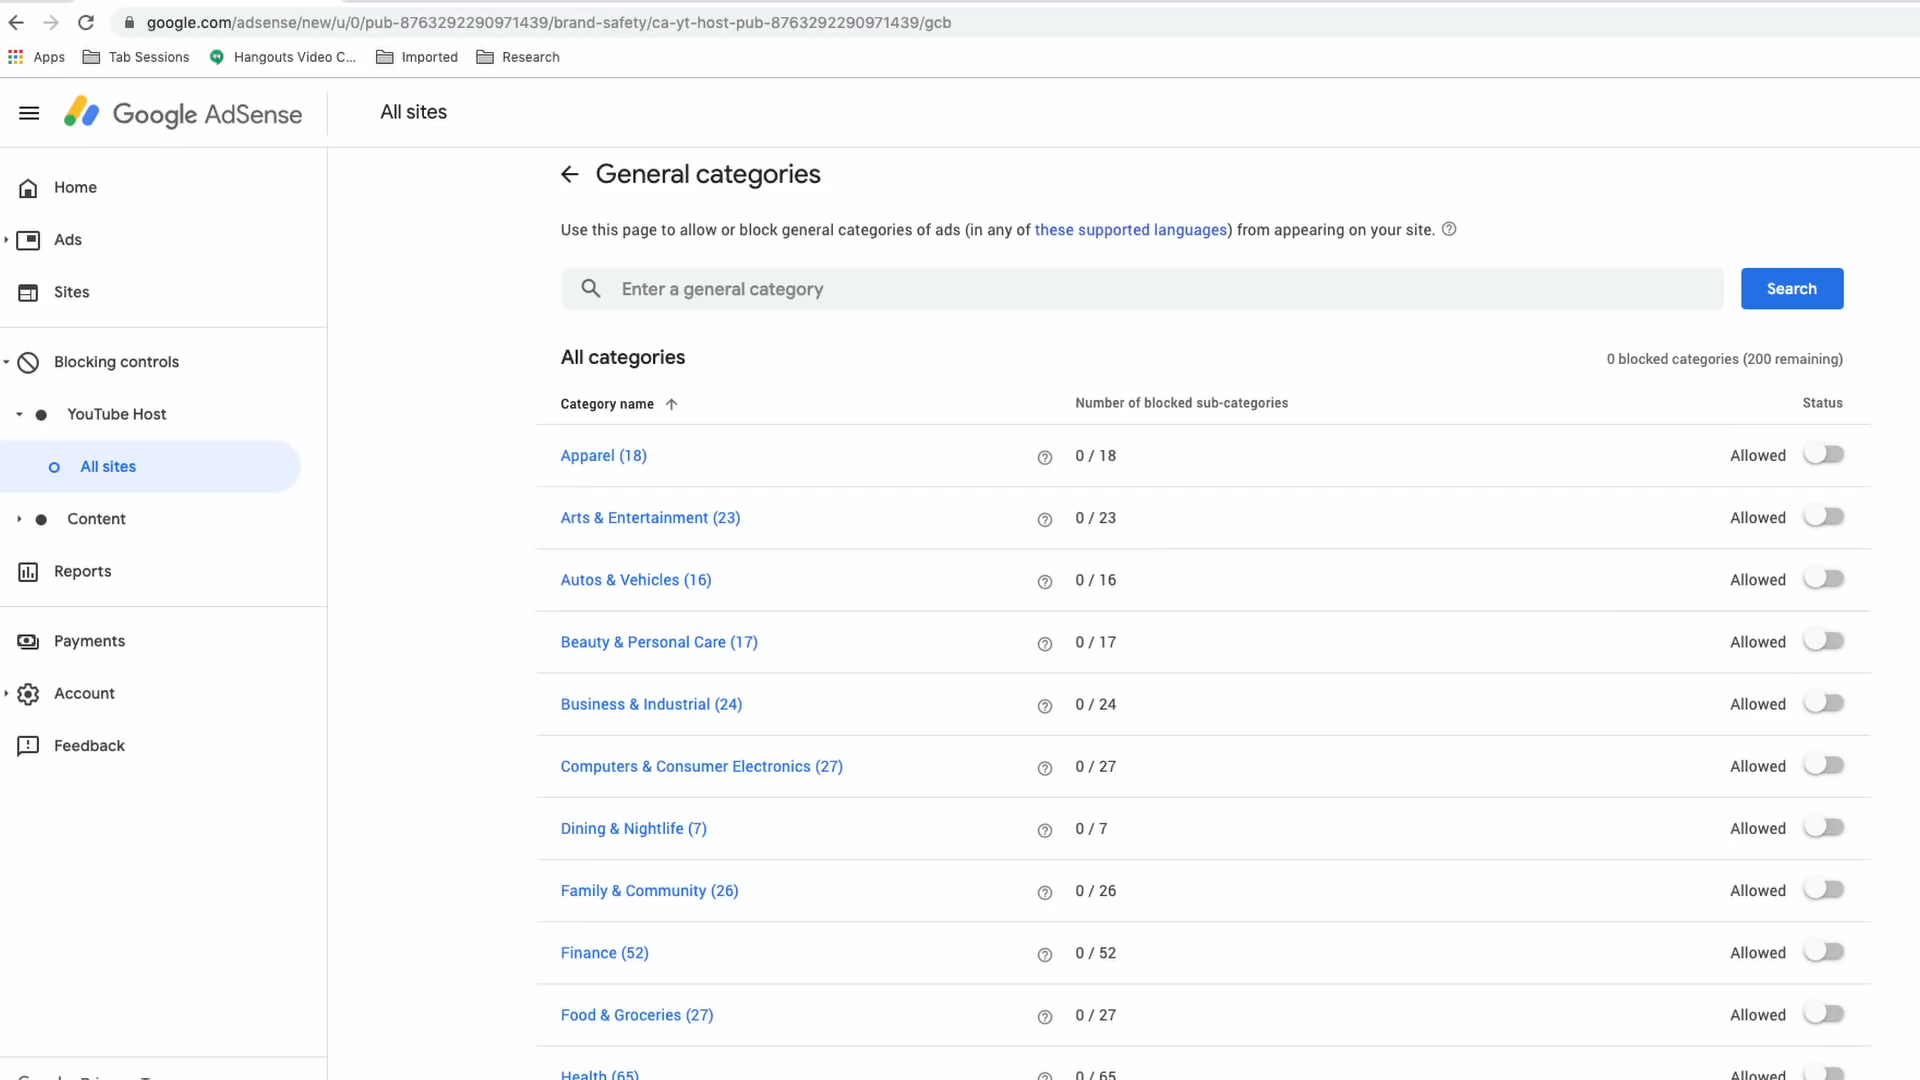 google.com/adsense/new/u/0/pub-8763292290971439/brand-safety/ca-yt-host-pub-8763292290971439/gcb
Apps Tab Sessions Hangouts Video C... Imported Research
Google AdSense All sites
Home
Ads
Sites
Blocking controls
YouTube Host
All sites
Content
Reports
Payments
Account
Feedback
General categories
Use this page to allow or block general categories of ads (in any of these supported languages) from appearing on your site.
Enter a general category Search
All categories 0 blocked categories (200 remaining)
Category name Number of blocked sub-categories Status
Apparel (18) 0 / 18 Allowed
Arts & Entertainment (23) 0 / 23 Allowed
Autos & Vehicles (16) 0 / 16 Allowed
Beauty & Personal Care (17) 0 / 17 Allowed
Business & Industrial (24) 0 / 24 Allowed
Computers & Consumer Electronics (27) 0 / 27 Allowed
Dining & Nightlife (7) 0 / 7 Allowed
Family & Community (26) 0 / 26 Allowed
Finance (52) 0 / 52 Allowed
Food & Groceries (27) 0 / 27 Allowed
Health (65) 0 / 65 Allowed